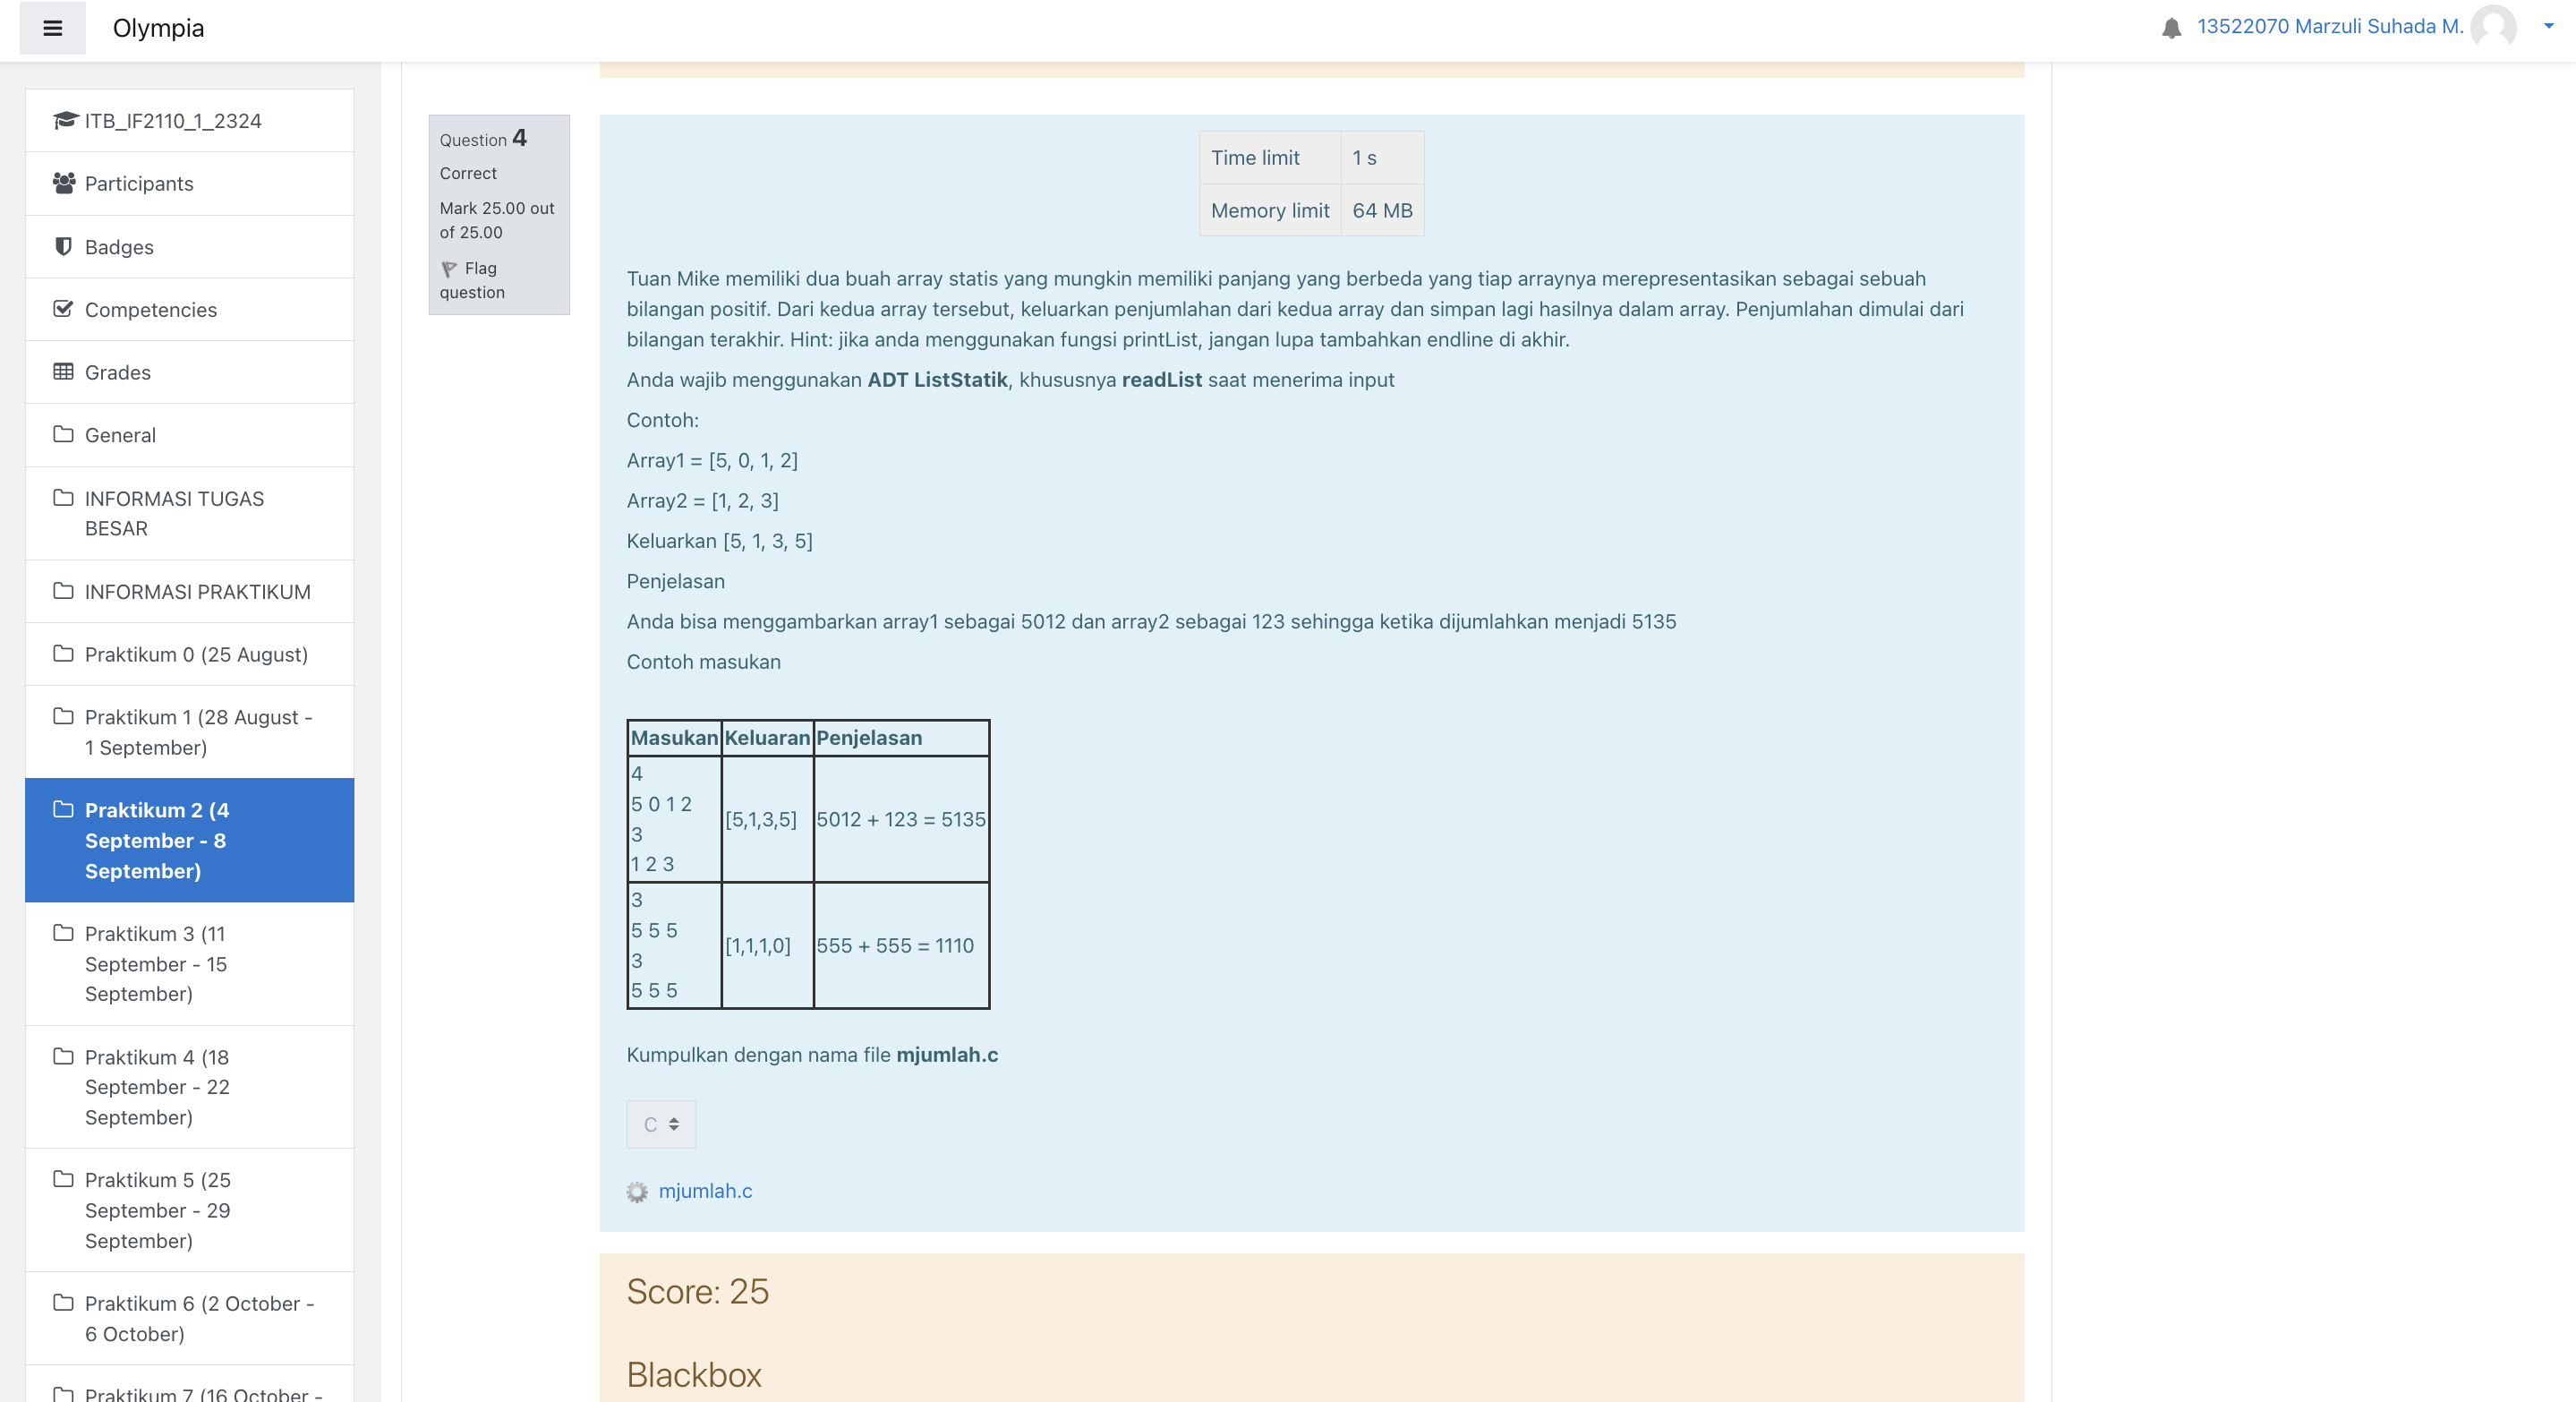 Olympia
13522070 Marzuli Suhada M.
ITB_IF2110_1_2324
Participants
Badges
Competencies
Grades
General
INFORMASI TUGAS
BESAR
INFORMASI PRAKTIKUM
Praktikum 0 (25 August)
Praktikum 1 (28 August -
1 September)
Praktikum 2 (4
September - 8
September)
Praktikum 3 (11
September - 15
September)
Praktikum 4 (18
September - 22
September)
Praktikum 5 (25
September - 29
September)
Praktikum 6 (2 October -
6 October)
Praktikum 7 (16 October -
Question 4
Correct
Mark 25.00 out
of 25.00
Flag
question
Time limit 1 s
Memory limit 64 MB
Tuan Mike memiliki dua buah array statis yang mungkin memiliki panjang yang berbeda yang tiap arraynya merepresentasikan sebagai sebuah
bilangan positif. Dari kedua array tersebut, keluarkan penjumlahan dari kedua array dan simpan lagi hasilnya dalam array. Penjumlahan dimulai dari
bilangan terakhir. Hint: jika anda menggunakan fungsi printList, jangan lupa tambahkan endline di akhir.
Anda wajib menggunakan ADT ListStatik, khususnya readList saat menerima input
Contoh:
Array1 = [5, 0, 1, 2]
Array2 = [1, 2, 3]
Keluarkan [5, 1, 3, 5]
Penjelasan
Anda bisa menggambarkan array1 sebagai 5012 dan array2 sebagai 123 sehingga ketika dijumlahkan menjadi 5135
Contoh masukan
Masukan Keluaran Penjelasan
4
5 0 1 2
3
1 2 3
[5,1,3,5]
5012 + 123 = 5135
3
5 5 5
3
5 5 5
[1,1,1,0]
555 + 555 = 1110
Kumpulkan dengan nama file mjumlah.c
C
mjumlah.c
Score: 25
Blackbox